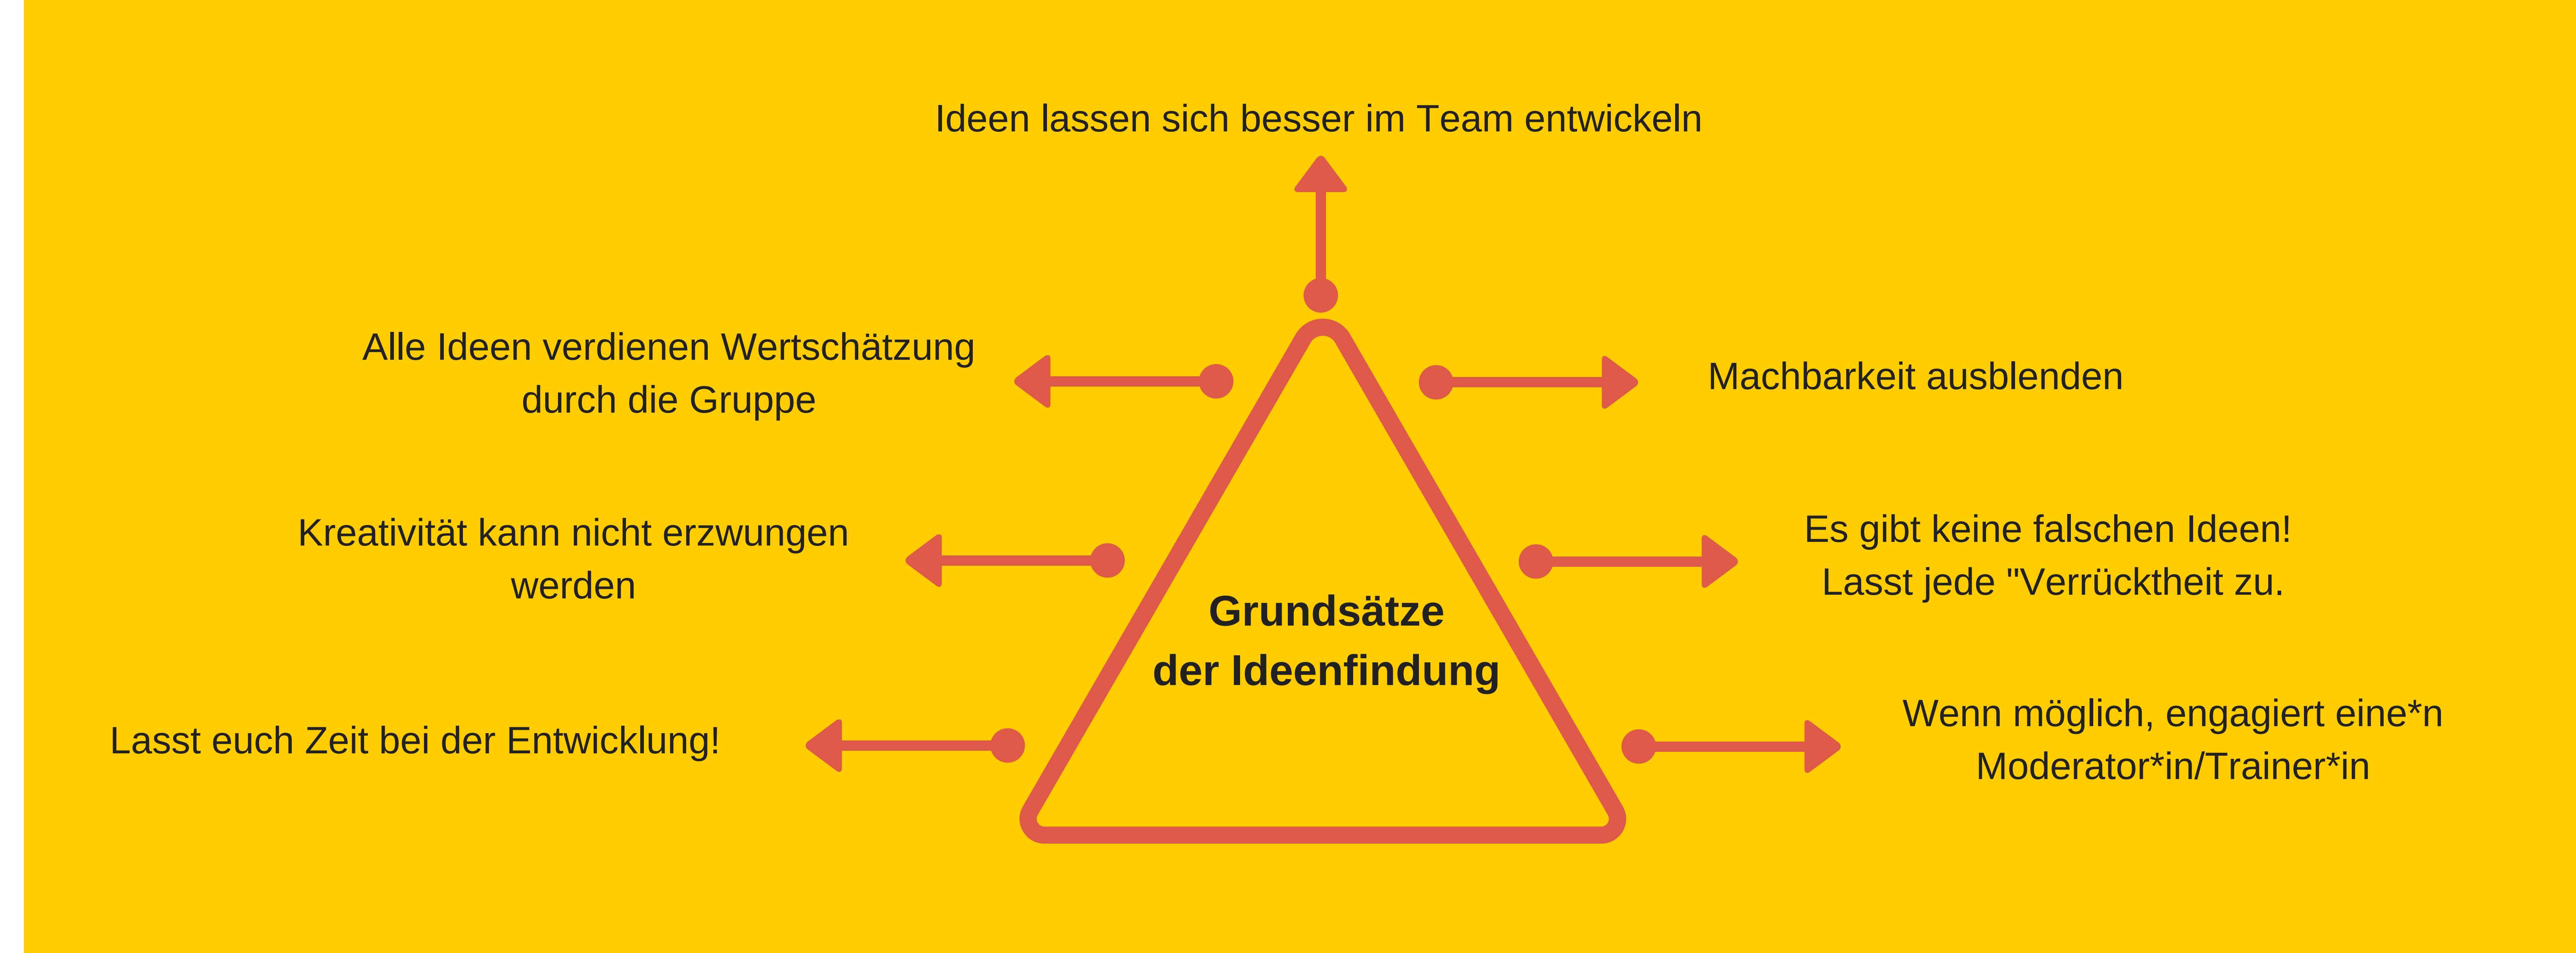 Ideen lassen sich besser im Team entwickeln
Alle Ideen verdienen Wertschätzung
durch die Gruppe
Machbarkeit ausblenden
Kreativität kann nicht erzwungen
werden
Es gibt keine falschen Ideen!
Lasst jede "Verrücktheit zu.
Grundsätze
der Ideenfindung
Lasst euch Zeit bei der Entwicklung!
Wenn möglich, engagiert eine*n
Moderator*in/Trainer*in